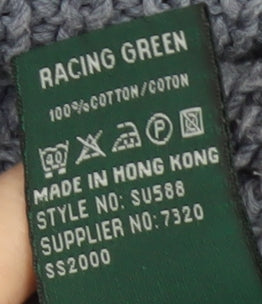 RACING GREEN
100%COTTON/COTON
40 P
MADE IN HONG KONG
STYLE NO: SU588
SUPPLIER NO: 7320
SS2000